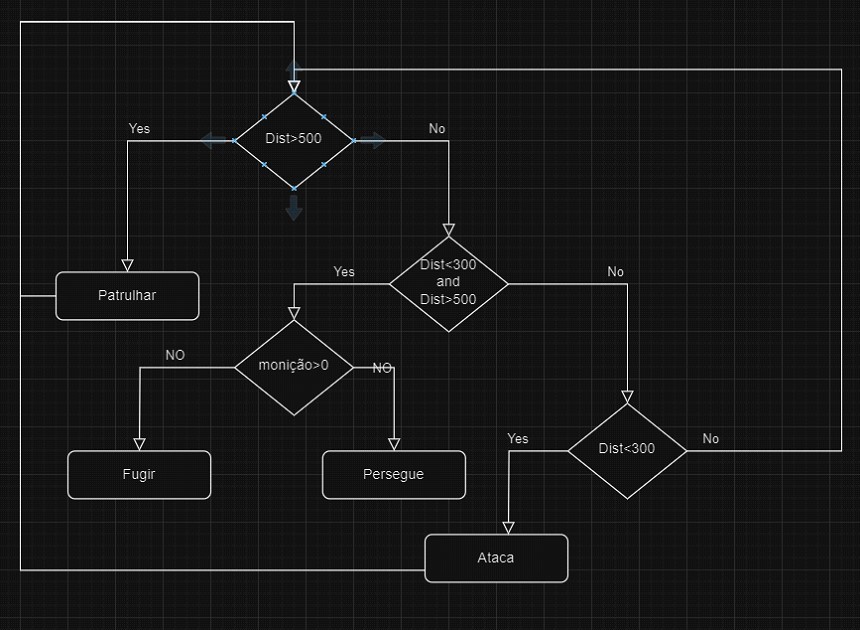 Yes
No
Dist>500
Dist<300
and
Dist>500
Yes
No
Patrulhar
monição>0
NO
NO
Dist<300
Yes
No
Fugir
Persegue
Ataca